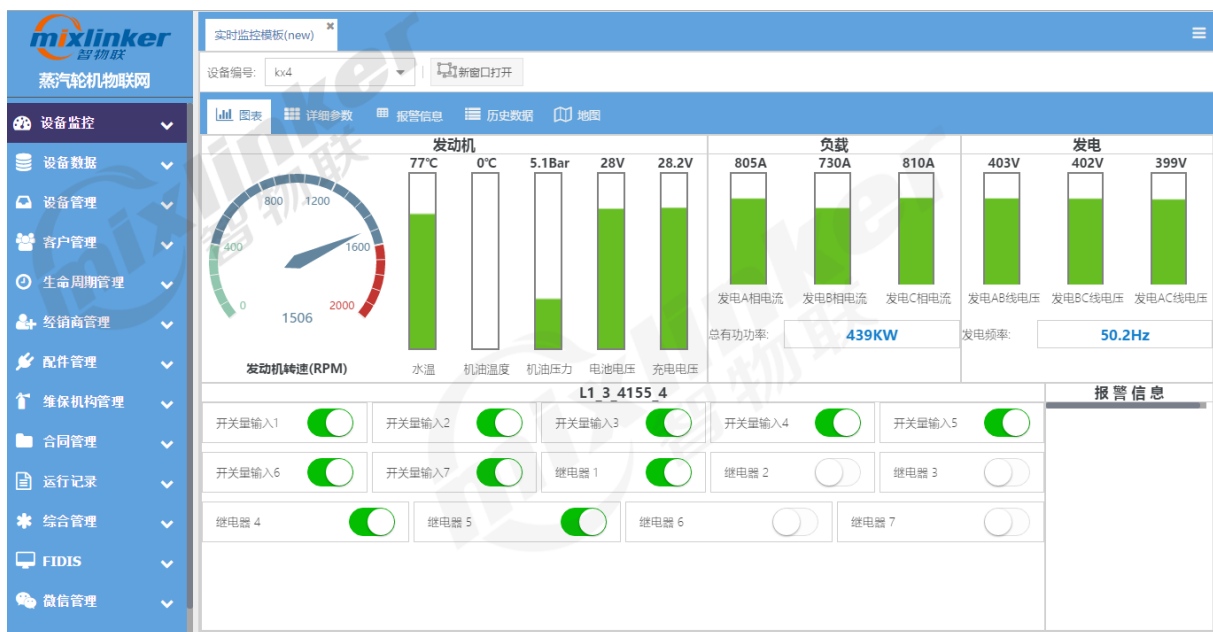 mixlinker
智物联
蒸汽轮机物联网
设备监控
设备数据
设备管理
客户管理
生命周期管理
经销商管理
配件管理
维保机构管理
合同管理
运行记录
综合管理
FIDIS
微信管理
实时监控模板(new)
设备编号: kx4 新窗口打开
图表 详细参数 报警信息 历史数据 地图
发动机 负载 发电
77℃ 0℃ 5.1Bar 28V 28.2V 805A 730A 810A 403V 402V 399V
800 1200
400 1600
0 2000
1506
发电A相电流 发电B相电流 发电C相电流 发电AB线电压 发电BC线电压 发电AC线电压
总有功功率: 439KW 发电频率: 50.2Hz
发动机转速(RPM) 水温 机油温度 机油压力 电池电压 充电电压
L1_3_4155_4 报警信息
开关量输入1 开关量输入2 开关量输入3 开关量输入4 开关量输入5
开关量输入6 开关量输入7 继电器 1 继电器 2 继电器 3
继电器 4 继电器 5 继电器 6 继电器 7
mixlinker
智物联
mixlinker
智物联